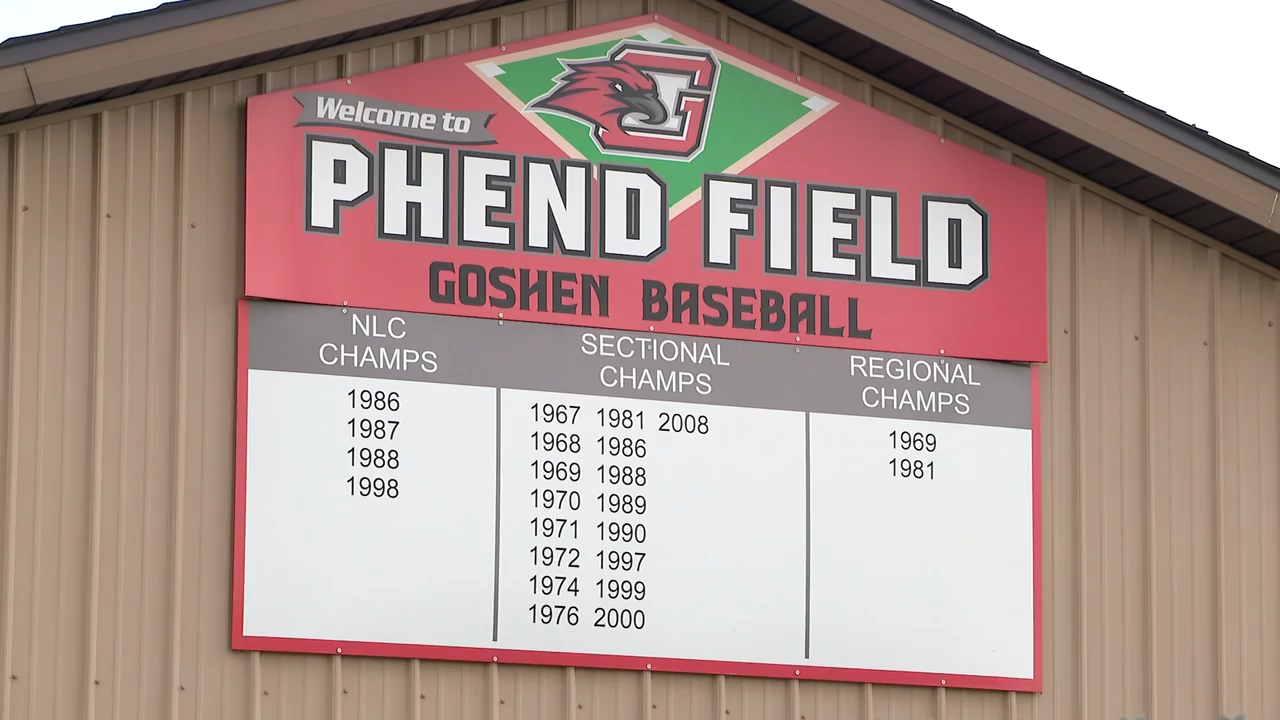 G
Welcome to
PHEND FIELD
GOSHEN BASEBALL
NLC
CHAMPS
1986
1987
1988
1998
SECTIONAL
CHAMPS
1967 1981 2008
1968 1986
1969 1988
1970 1989
1971 1990
1972 1997
1974 1999
1976 2000
REGIONAL
CHAMPS
1969
1981